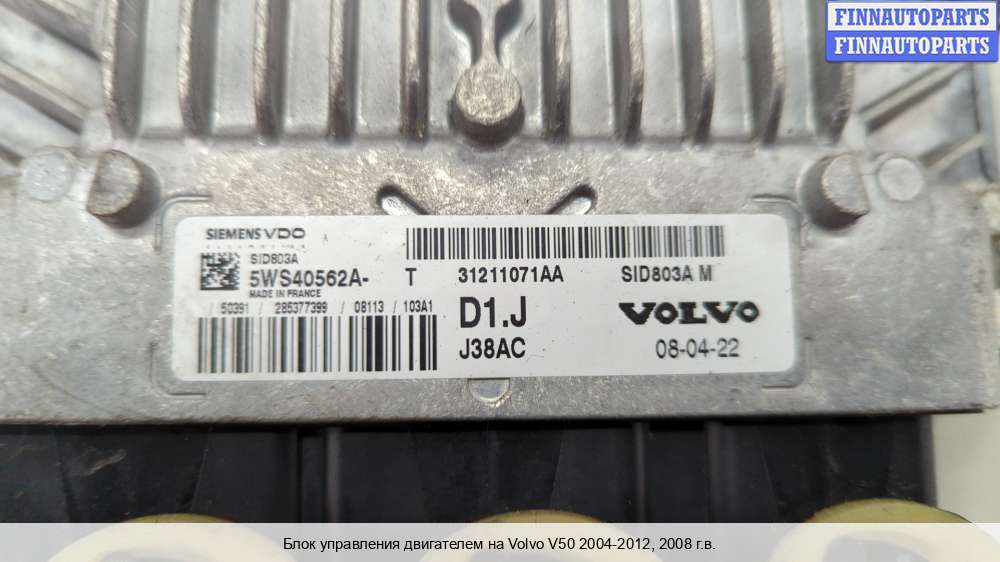 FINNAUTOPARTS
FINNAUTOPARTS
SIEMENS VDO
SID803A
5WS40562A- T 31211071AA SID803A M
MADE IN FRANCE
/ 50391 / 285377399 / 08113 / 103A1
D1.J
VOLVO
J38AC
08-04-22
Блок управления двигателем на Volvo V50 2004-2012, 2008 г.в.